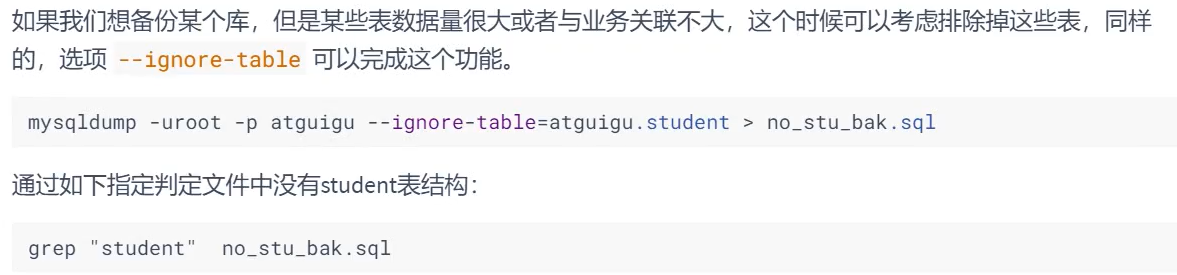 如果我们想备份某个库，但是某些表数据量很大或者与业务关联不大，这个时候可以考虑排除掉这些表，同样
的，选项 --ignore-table 可以完成这个功能。
mysqldump -uroot -p atguigu --ignore-table=atguigu.student > no_stu_bak.sql
通过如下指定判定文件中没有student表结构：
grep "student"  no_stu_bak.sql